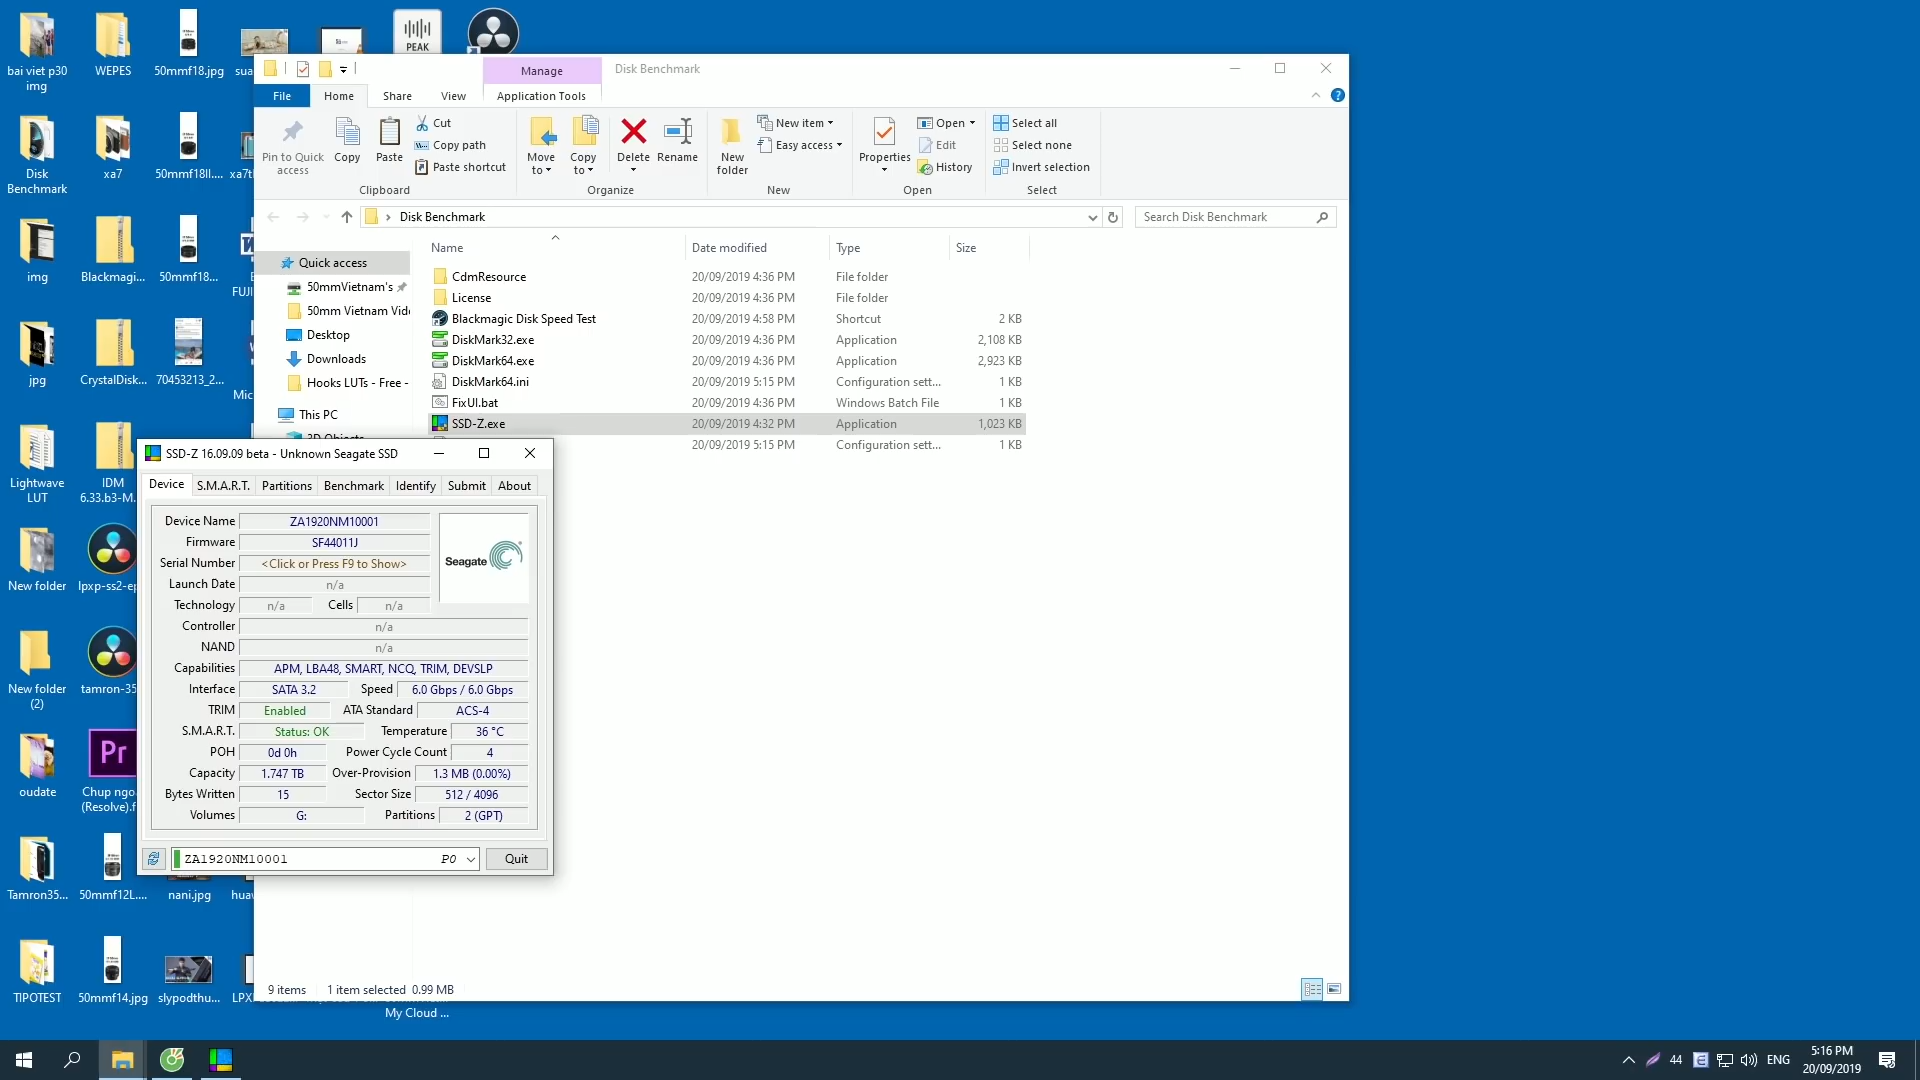 bai viet p30
img
WEPES
50mmf18.jpg
PEAK
Disk
Benchmark
xa7
50mmf18II....
img
Blackmagi...
50mmf18...
jpg
CrystalDisk...
70453213_2...
Lightwave
LUT
IDM
6.33.b3-M...
New folder
New folder
(2)
Pr
oudate
Chup ngo
(Resolve).f
Tamron35...
50mmf12L....
nani.jpg
TIPOTEST
50mmf14.jpg
slypodthu...
My Cloud ...
Manage
Disk Benchmark
File
Home
Share
View
Application Tools
Pin to Quick
access
Copy
Paste
Cut
Copy path
Paste shortcut
Clipboard
Move
to
Copy
to
Delete
Rename
Organize
New
folder
New item
Easy access
New
Properties
Open
Edit
History
Open
Select all
Select none
Invert selection
Select
Disk Benchmark
Search Disk Benchmark
Name Date modified Type Size
Quick access
50mmVietnam's
50mm Vietnam Vid
Desktop
Downloads
Hooks LUTs - Free -
This PC
3D Objects
CdmResource 20/09/2019 4:36 PM File folder
License 20/09/2019 4:36 PM File folder
Blackmagic Disk Speed Test 20/09/2019 4:58 PM Shortcut 2 KB
DiskMark32.exe 20/09/2019 4:36 PM Application 2,108 KB
DiskMark64.exe 20/09/2019 4:36 PM Application 2,923 KB
DiskMark64.ini 20/09/2019 5:15 PM Configuration sett... 1 KB
FixUI.bat 20/09/2019 4:36 PM Windows Batch File 1 KB
SSD-Z.exe 20/09/2019 4:32 PM Application 1,023 KB
20/09/2019 5:15 PM Configuration sett... 1 KB
SSD-Z 16.09.09 beta - Unknown Seagate SSD
Device S.M.A.R.T. Partitions Benchmark Identify Submit About
Device Name ZA1920NM10001
Firmware SF44011J
Serial Number <Click or Press F9 to Show>
Seagate
Launch Date n/a
Technology n/a Cells n/a
Controller n/a
NAND n/a
Capabilities APM, LBA48, SMART, NCQ, TRIM, DEVSLP
Interface SATA 3.2 Speed 6.0 Gbps / 6.0 Gbps
TRIM Enabled ATA Standard ACS-4
S.M.A.R.T. Status: OK Temperature 36 °C
POH 0d 0h Power Cycle Count 4
Capacity 1.747 TB Over-Provision 1.3 MB (0.00%)
Bytes Written 15 Sector Size 512 / 4096
Volumes G: Partitions 2 (GPT)
ZA1920NM10001 P0 Quit
9 items 1 item selected 0.99 MB
44 ENG
5:16 PM
20/09/2019